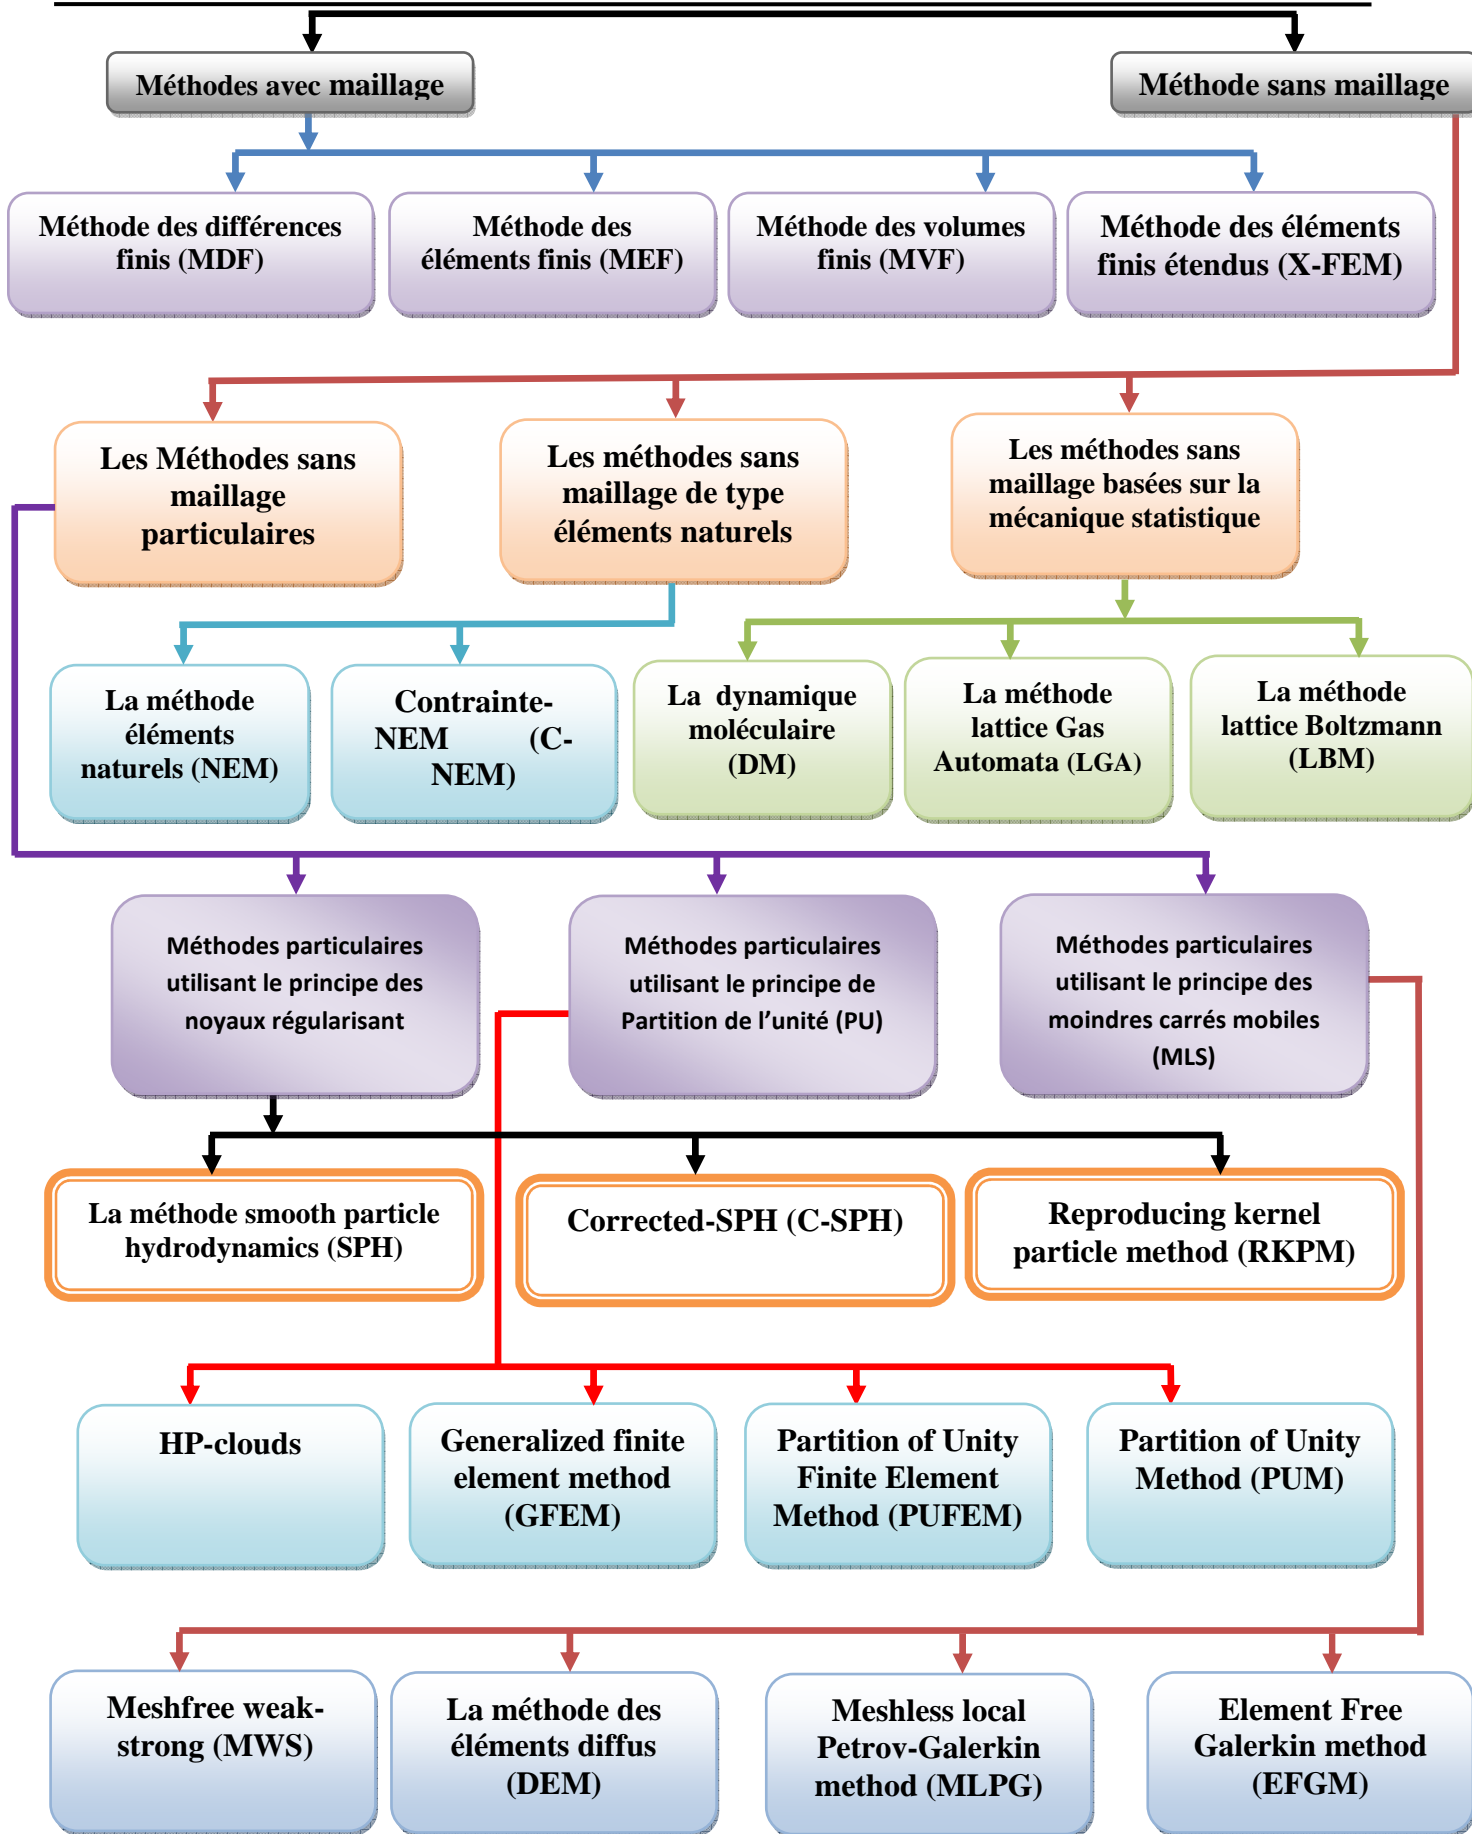 Méthodes avec maillage
Méthode sans maillage
Méthode des différences
finis (MDF)
Méthode des
éléments finis (MEF)
Méthode des volumes
finis (MVF)
Méthode des éléments
finis étendus (X-FEM)
Les Méthodes sans
maillage
particulaires
Les méthodes sans
maillage de type
éléments naturels
Les méthodes sans
maillage basées sur la
mécanique statistique
La méthode
éléments
naturels (NEM)
Contrainte-
NEM (C-
NEM)
La dynamique
moléculaire
(DM)
La méthode
lattice Gas
Automata (LGA)
La méthode
lattice Boltzmann
(LBM)
Méthodes particulaires
utilisant le principe des
noyaux régularisant
Méthodes particulaires
utilisant le principe de
Partition de l’unité (PU)
Méthodes particulaires
utilisant le principe des
moindres carrés mobiles
(MLS)
La méthode smooth particle
hydrodynamics (SPH)
Corrected-SPH (C-SPH)
Reproducing kernel
particle method (RKPM)
HP-clouds
Generalized finite
element method
(GFEM)
Partition of Unity
Finite Element
Method (PUFEM)
Partition of Unity
Method (PUM)
Meshfree weak-
strong (MWS)
La méthode des
éléments diffus
(DEM)
Meshless local
Petrov-Galerkin
method (MLPG)
Element Free
Galerkin method
(EFGM)